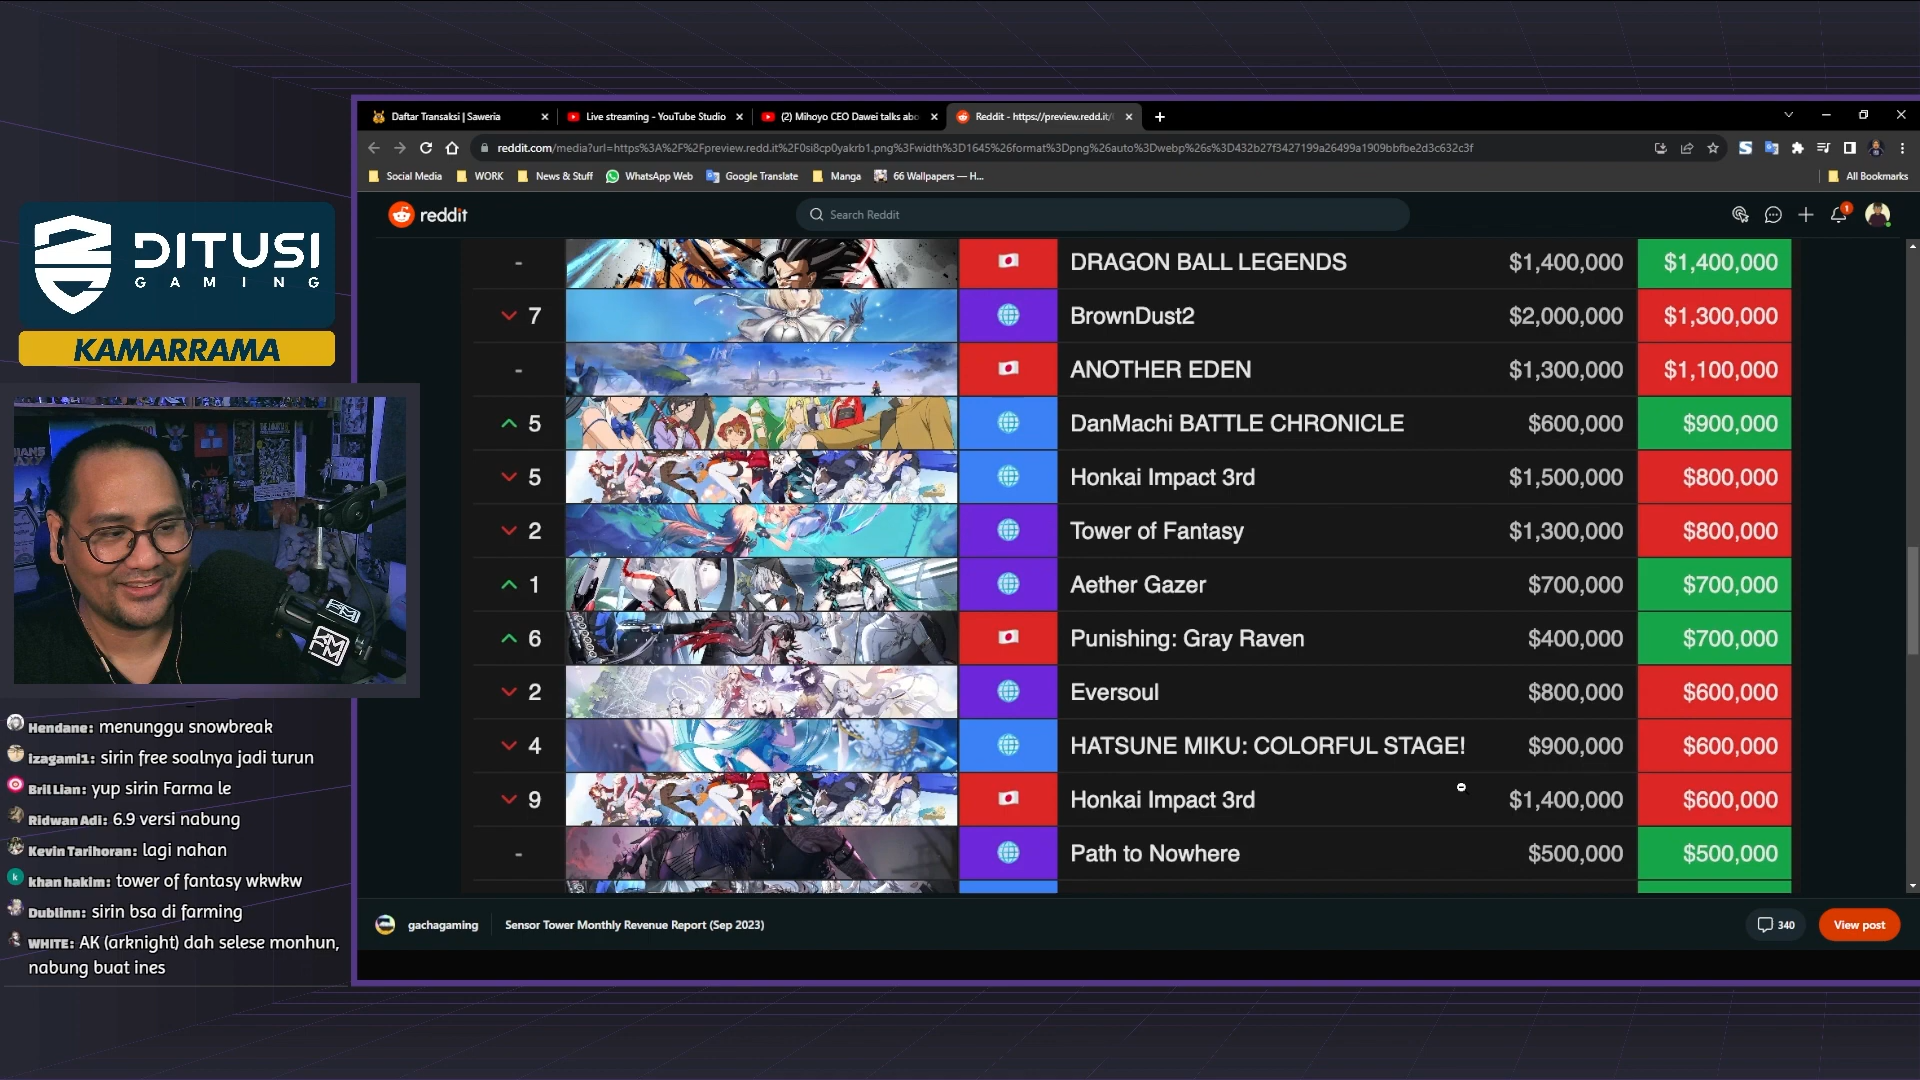 Daftar Transaksi | Saweria
Live streaming - YouTube Studio
(2) Mihoyo CEO Dawei talks abo
Reddit - https://preview.redd.it/
reddit.com/media?url=https%3A%2F%2Fpreview.redd.it%2F0si8cp0yakrb1.png%3Fwidth%3D1645%26format%3Dpng%26auto%3Dwebp%26s%3D432b27f3427199a26499a1909bbfbe2d3c632c3f
Social Media WORK News & Stuff WhatsApp Web Google Translate Manga 66 Wallpapers — H... All Bookmarks
reddit
Search Reddit
1
DITUSI
GAMING
KAMARRAMA
- DRAGON BALL LEGENDS $1,400,000 $1,400,000
7 BrownDust2 $2,000,000 $1,300,000
- ANOTHER EDEN $1,300,000 $1,100,000
5 DanMachi BATTLE CHRONICLE $600,000 $900,000
5 Honkai Impact 3rd $1,500,000 $800,000
2 Tower of Fantasy $1,300,000 $800,000
1 Aether Gazer $700,000 $700,000
6 Punishing: Gray Raven $400,000 $700,000
2 Eversoul $800,000 $600,000
4 HATSUNE MIKU: COLORFUL STAGE! $900,000 $600,000
9 Honkai Impact 3rd $1,400,000 $600,000
- Path to Nowhere $500,000 $500,000
gachagaming
Sensor Tower Monthly Revenue Report (Sep 2023)
340
View post
Hendane: menunggu snowbreak
Izagami1: sirin free soalnya jadi turun
Bril Lian: yup sirin Farma le
Ridwan Adi: 6.9 versi nabung
Kevin Tarihoran: lagi nahan
khan hakim: tower of fantasy wkwkw
Dublinn: sirin bsa di farming
WHITE: AK (arknight) dah selese monhun,
nabung buat ines